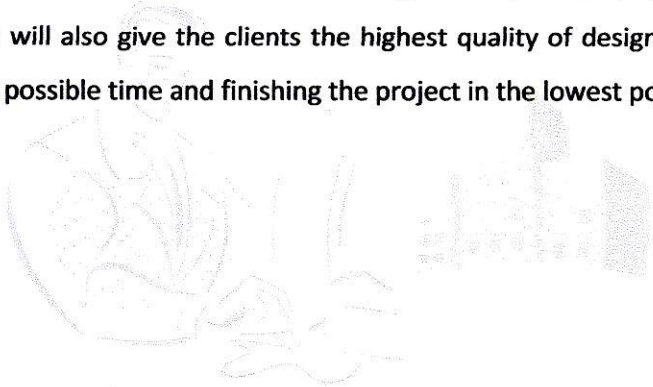 will also give the clients the highest quality of design
possible time and finishing the project in the lowest